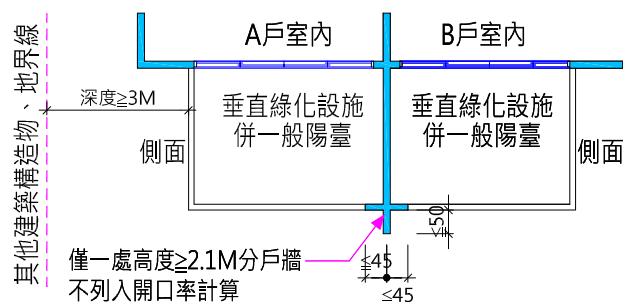 A戶室內
B戶室內
其他建築構造物、地界線
深度≧3M
垂直綠化設施
併一般陽臺
垂直綠化設施
併一般陽臺
側面
側面
≦50
僅一處高度≧2.1M分戶牆
不列入開口率計算
≦45
≦45